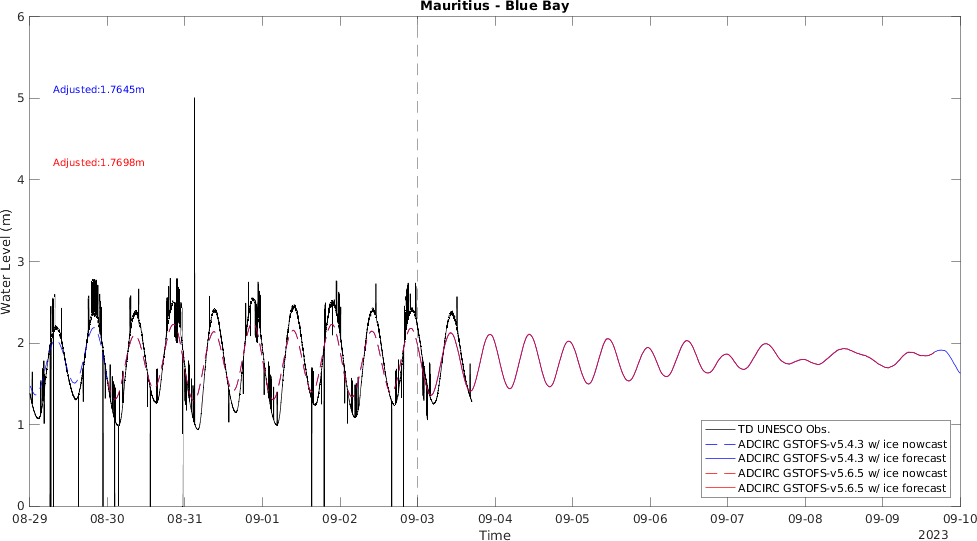 Mauritius - Blue Bay
6
5
4
3
2
1
0
Water Level (m)
Adjusted:1.7645m
Adjusted:1.7698m
TD UNESCO Obs.
ADCIRC GSTOFS-v5.4.3 w/ ice nowcast
ADCIRC GSTOFS-v5.4.3 w/ ice forecast
ADCIRC GSTOFS-v5.6.5 w/ ice nowcast
ADCIRC GSTOFS-v5.6.5 w/ ice forecast
08-29 08-30 08-31 09-01 09-02 09-03 09-04 09-05 09-06 09-07 09-08 09-09 09-10
Time
2023